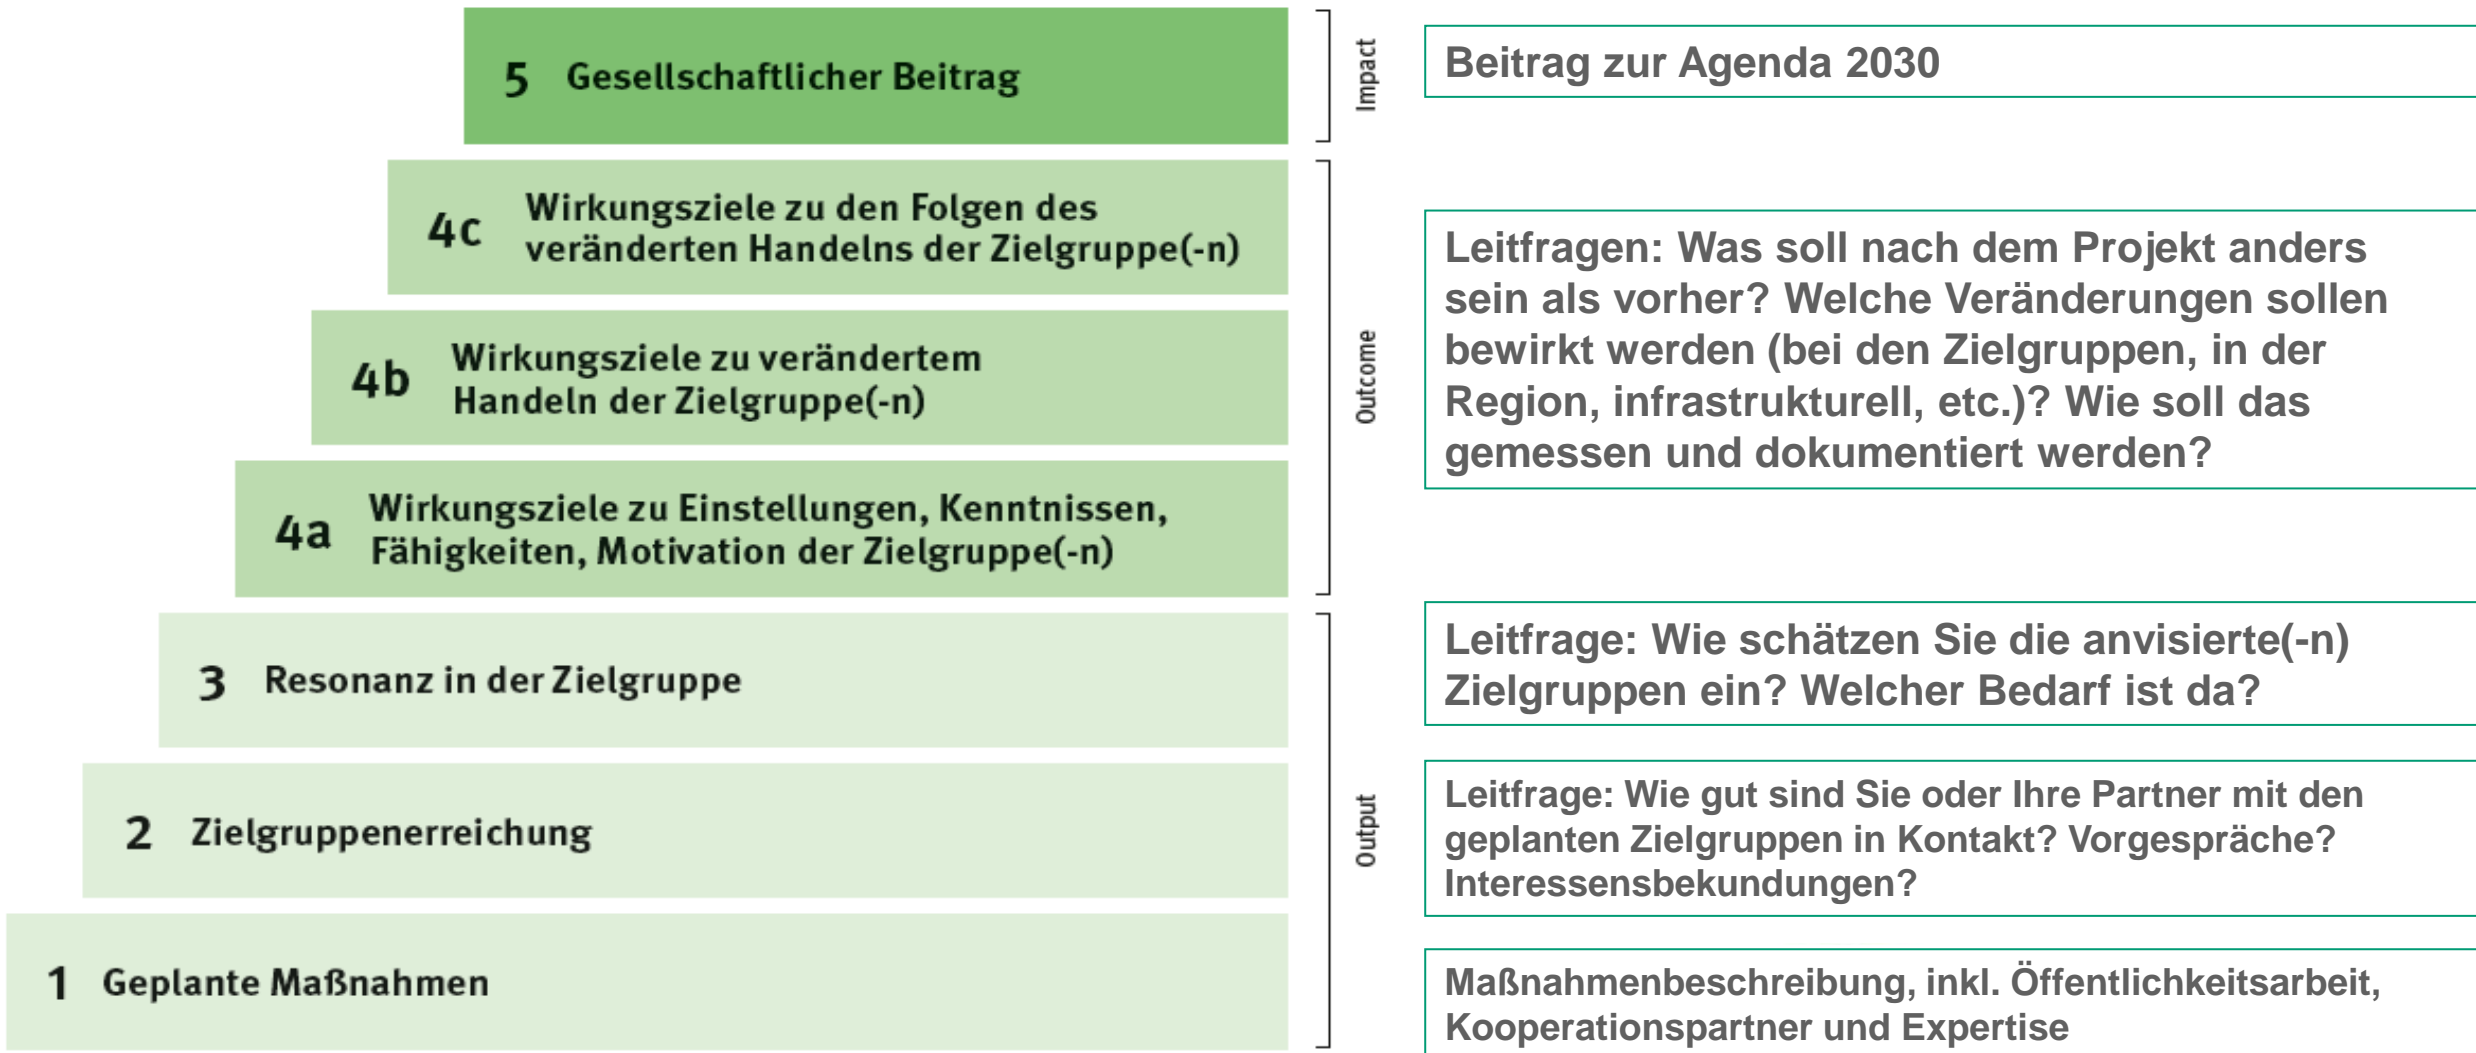 5 Gesellschaftlicher Beitrag
Impact
Beitrag zur Agenda 2030
4c Wirkungsziele zu den Folgen des
veränderten Handelns der Zielgruppe(-n)
4b Wirkungsziele zu verändertem
Handeln der Zielgruppe(-n)
4a Wirkungsziele zu Einstellungen, Kenntnissen,
Fähigkeiten, Motivation der Zielgruppe(-n)
Outcome
Leitfragen: Was soll nach dem Projekt anders
sein als vorher? Welche Veränderungen sollen
bewirkt werden (bei den Zielgruppen, in der
Region, infrastrukturell, etc.)? Wie soll das
gemessen und dokumentiert werden?
3 Resonanz in der Zielgruppe
Leitfrage: Wie schätzen Sie die anvisierte(-n)
Zielgruppen ein? Welcher Bedarf ist da?
2 Zielgruppenerreichung
Output
Leitfrage: Wie gut sind Sie oder Ihre Partner mit den
geplanten Zielgruppen in Kontakt? Vorgespräche?
Interessensbekundungen?
1 Geplante Maßnahmen
Maßnahmenbeschreibung, inkl. Öffentlichkeitsarbeit,
Kooperationspartner und Expertise